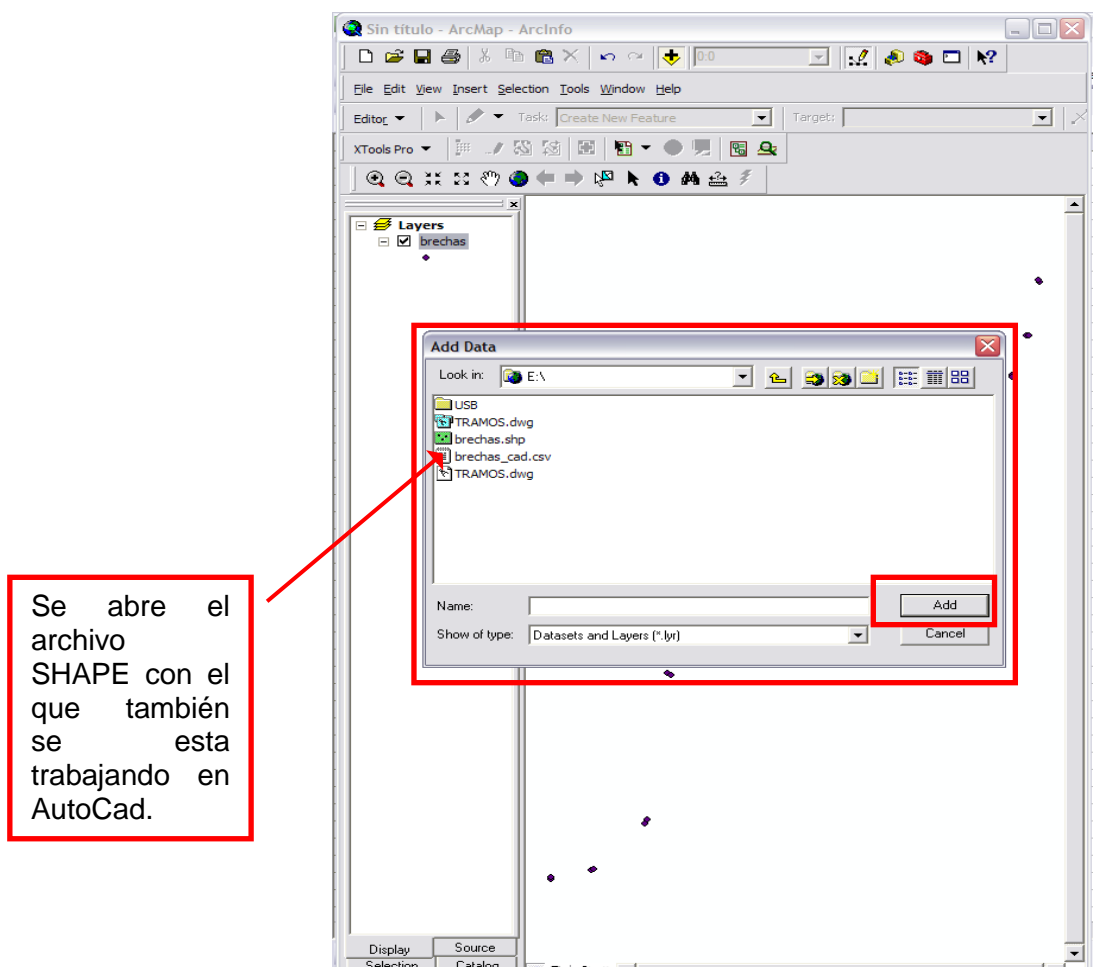 Sin título - ArcMap - ArcInfo
0:0
File Edit View Insert Selection Tools Window Help
Editor Task: Create New Feature Target:
XTools Pro
Layers
brechas
Add Data
Look in: E:\
USB
TRAMOS.dwg
brechas.shp
brechas_cad.csv
TRAMOS.dwg
Name:
Add
Show of type: Datasets and Layers (*.lyr)
Cancel
Se abre el
archivo
SHAPE con el
que también
se esta
trabajando en
AutoCad.
Display Source
Selection Catalog